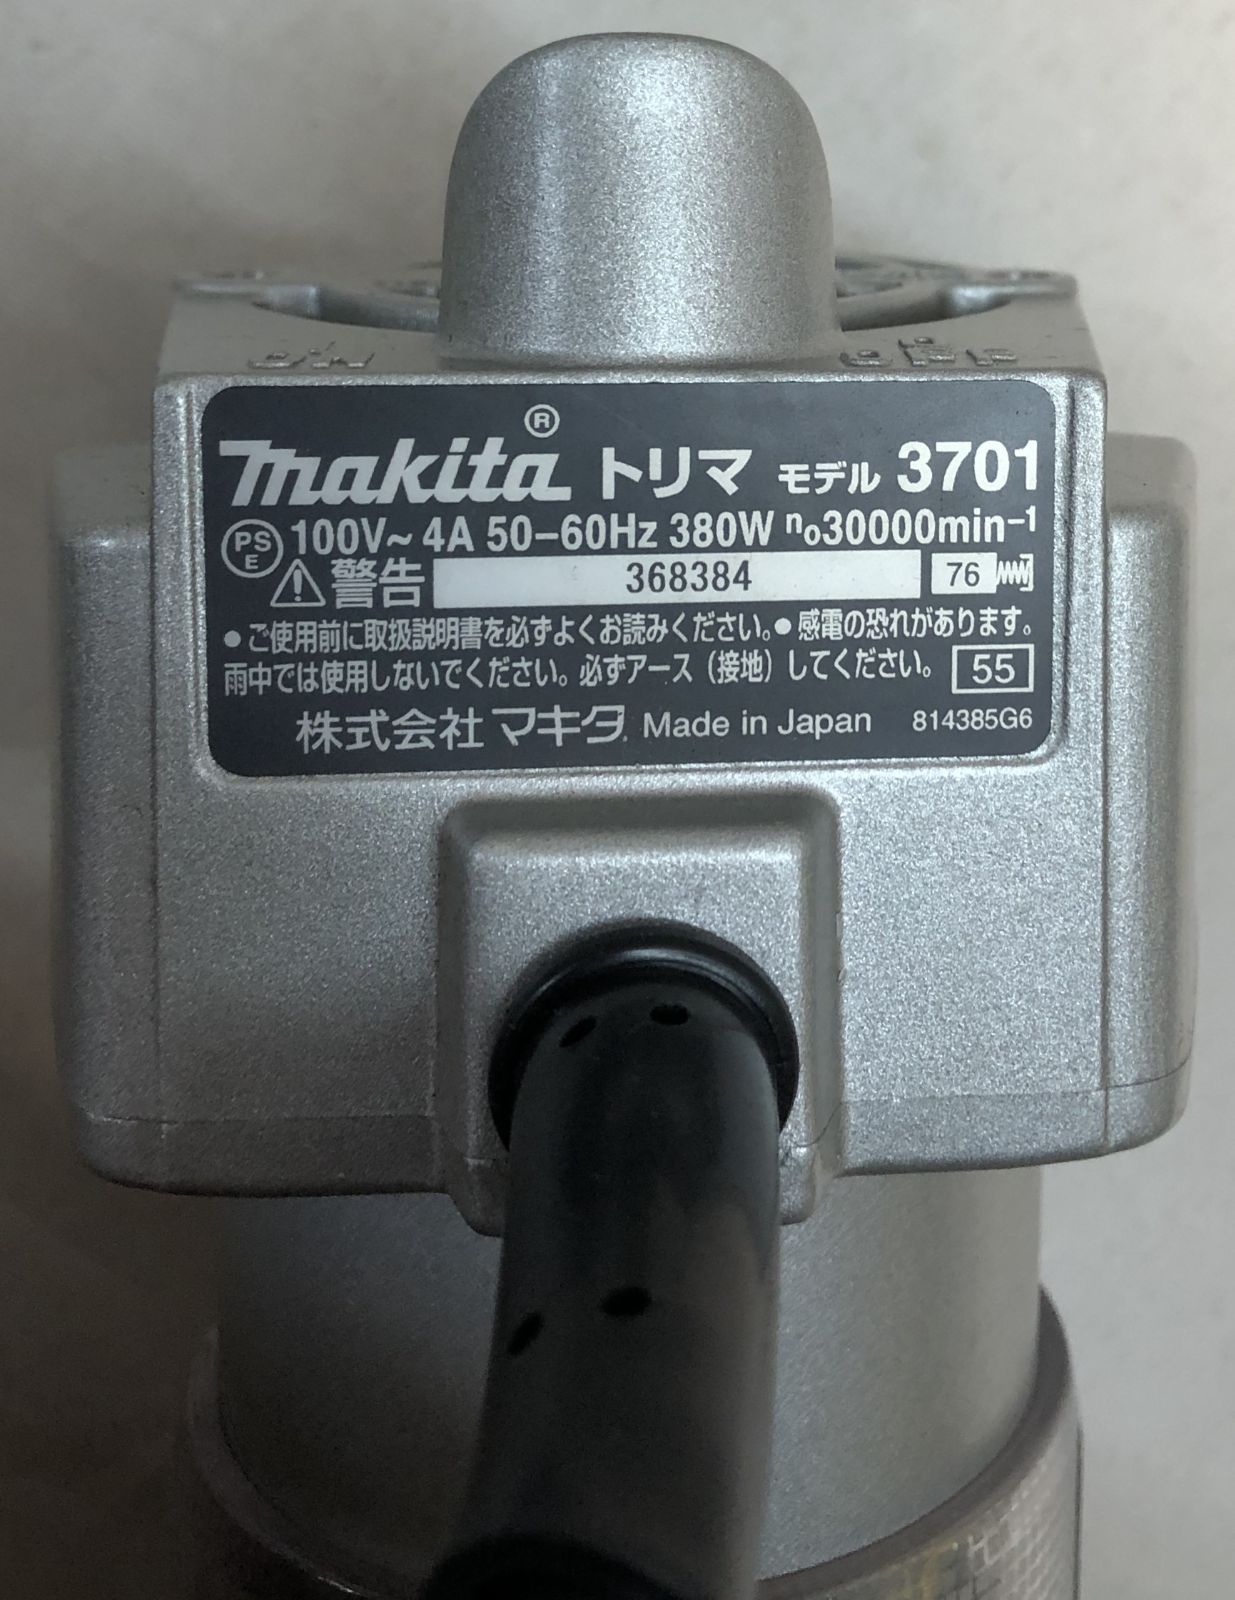 ON OFF
makita® トリマ モデル 3701
PS E 100V~ 4A 50-60Hz 380W no30000min-1
警告 368384 76
●ご使用前に取扱説明書を必ずよくお読みください。●感電の恐れがあります。
雨中では使用しないでください。必ずアース（接地）してください。 55
株式会社マキタ Made in Japan 814385G6